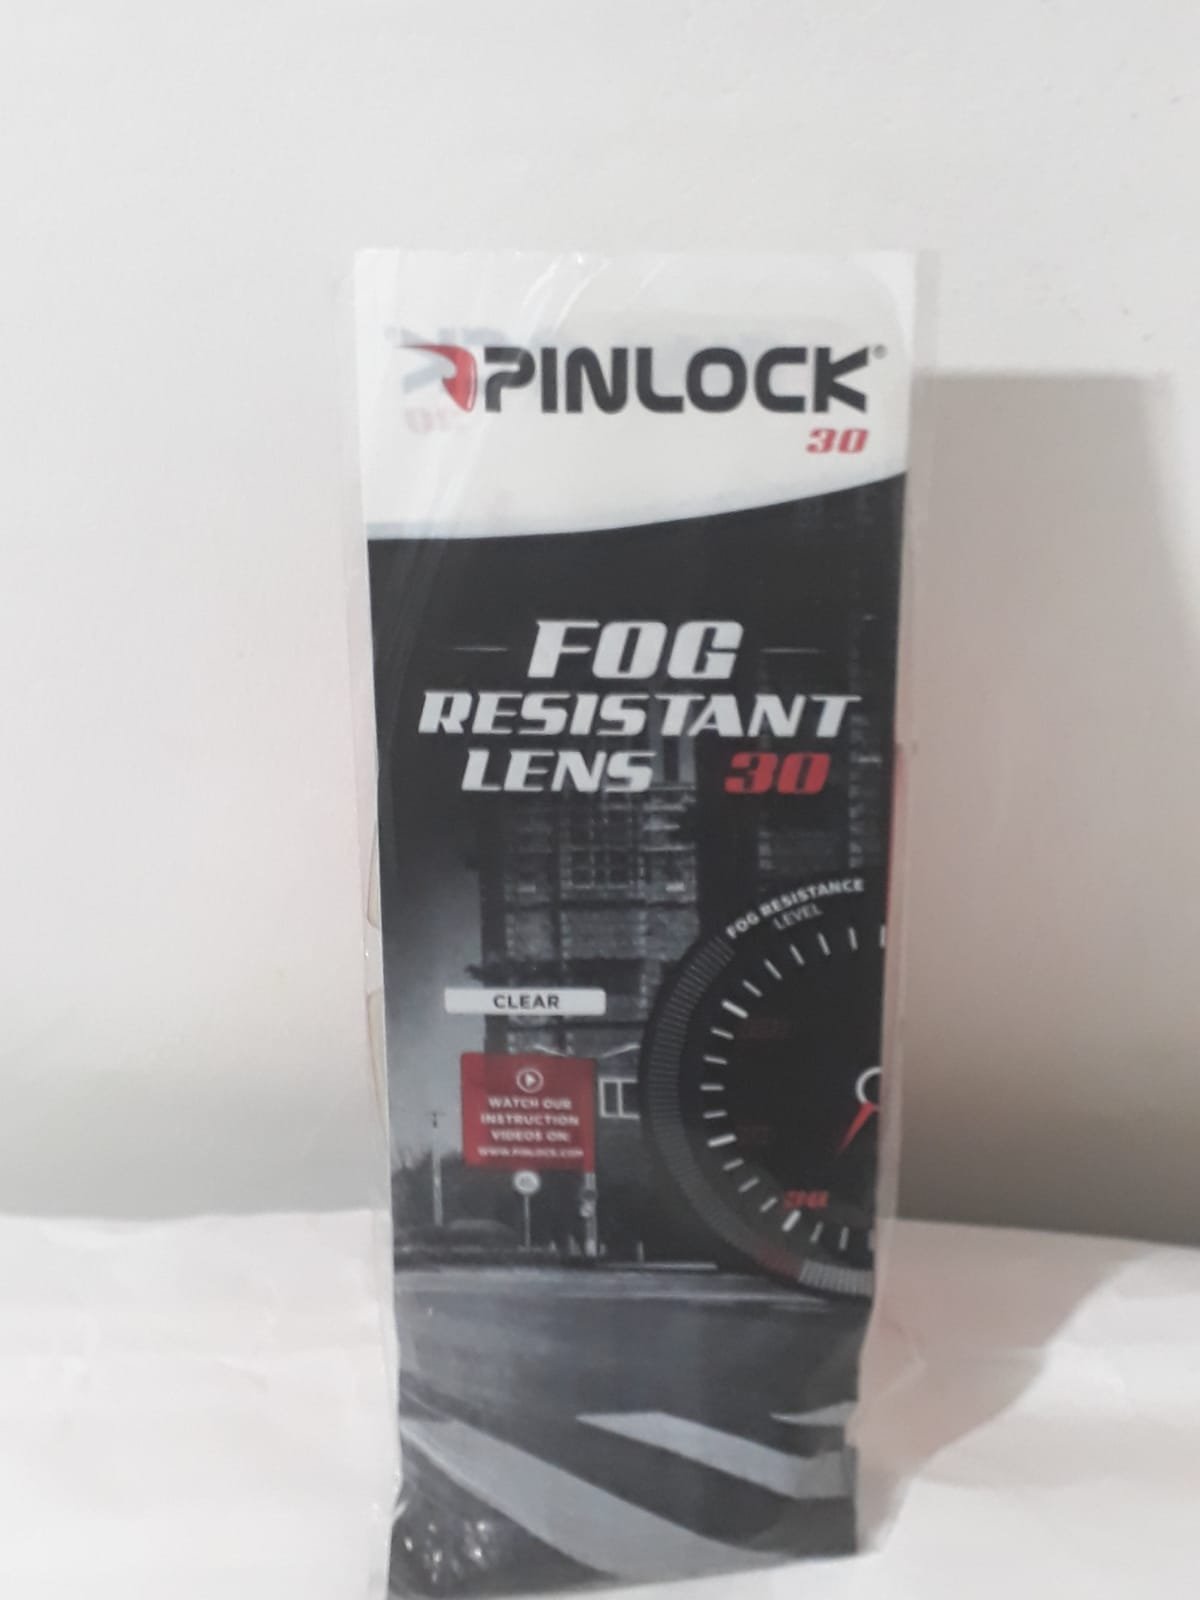 PINLOCK®
30
FOG
RESISTANT
LENS 30
FOG RESISTANCE
LEVEL
CLEAR
WATCH OUR
INSTRUCTION
VIDEOS ON:
WWW.PINLOCK.COM
30